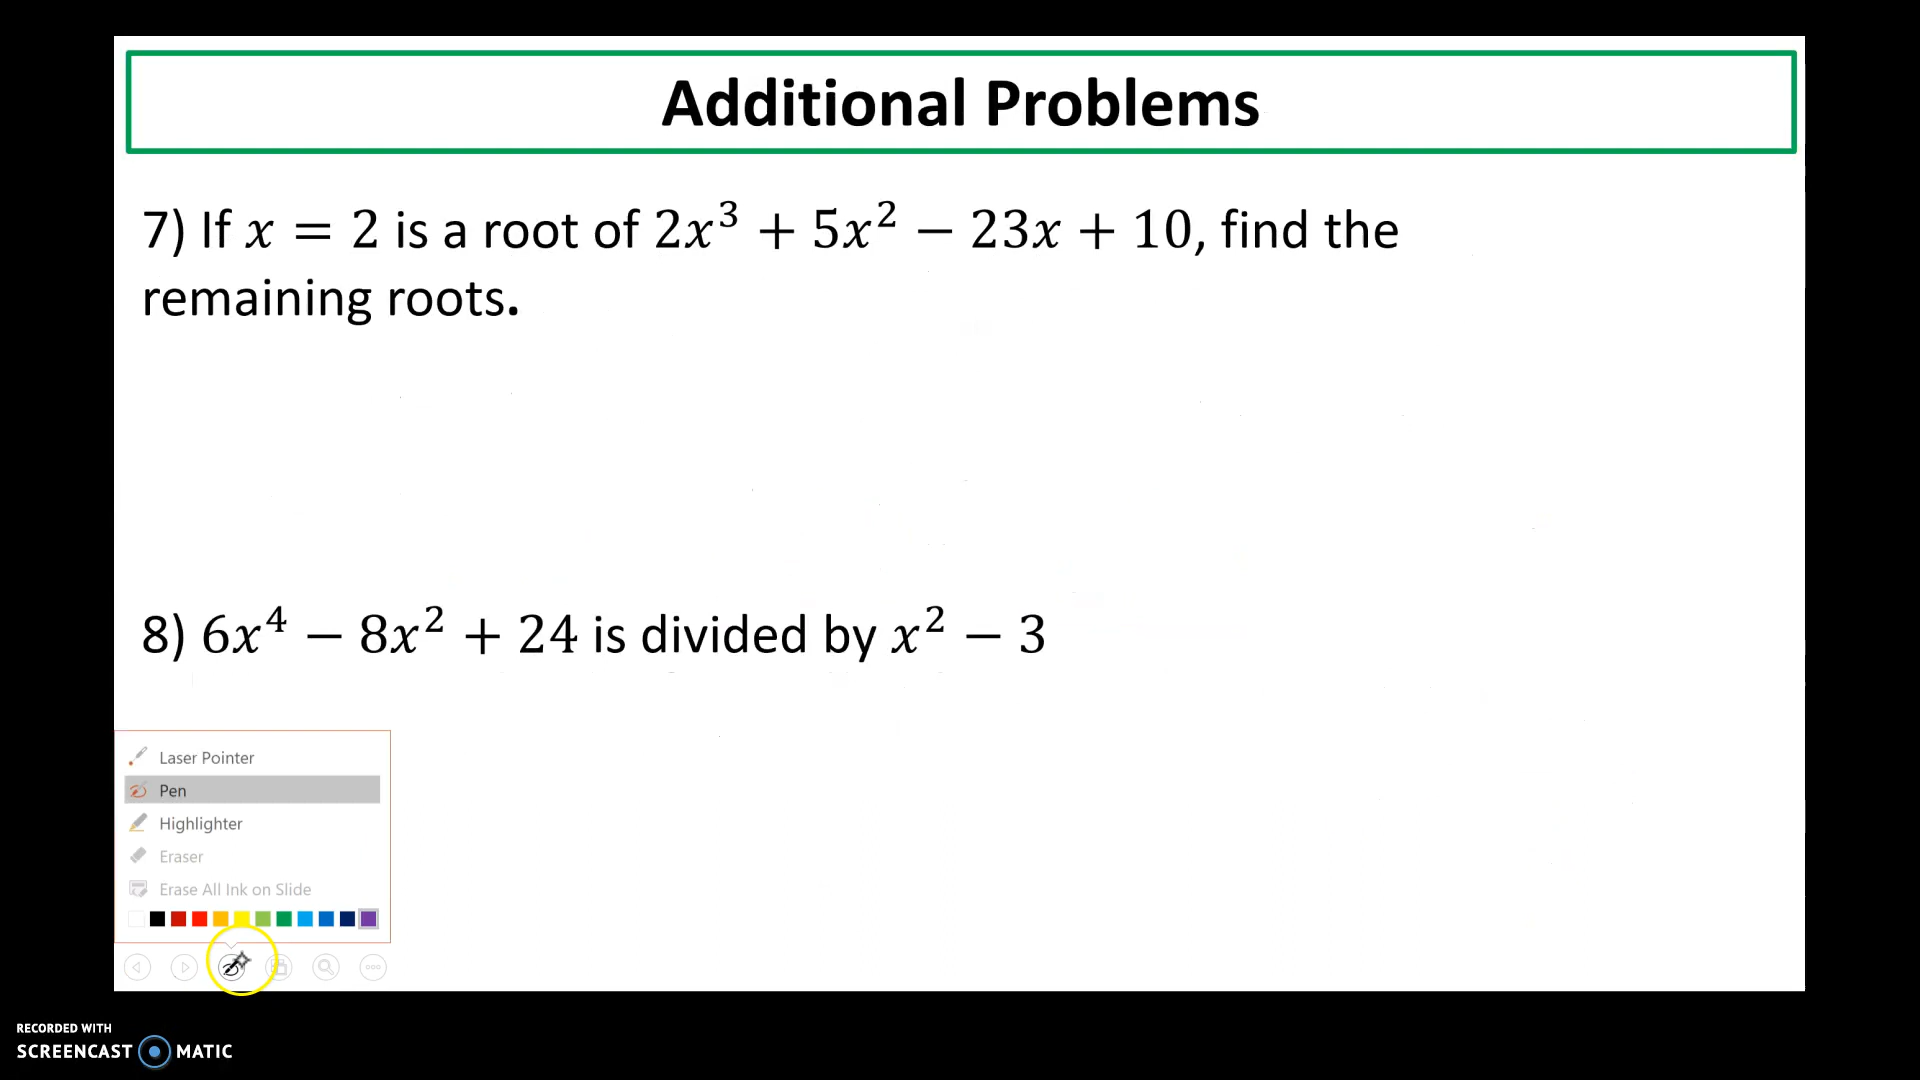 Additional Problems
7) If x = 2 is a root of 2x³ + 5x² − 23x + 10, find the
remaining roots.
8) 6x⁴ − 8x² + 24 is divided by x² − 3
Laser Pointer
Pen
Highlighter
Eraser
Erase All Ink on Slide
RECORDED WITH
SCREENCAST MATIC